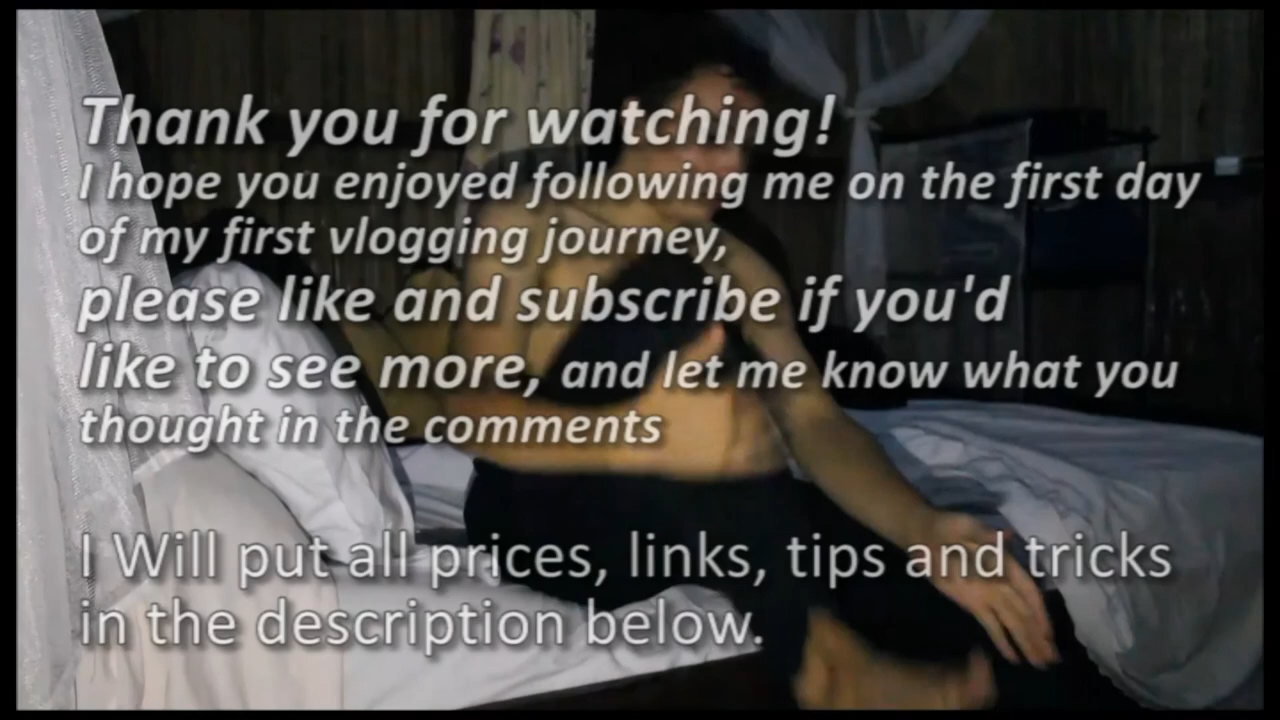 Thank you for watching!
I hope you enjoyed following me on the first day
of my first vlogging journey,
please like and subscribe if you'd
like to see more, and let me know what you
thought in the comments
I Will put all prices, links, tips and tricks
in the description below.